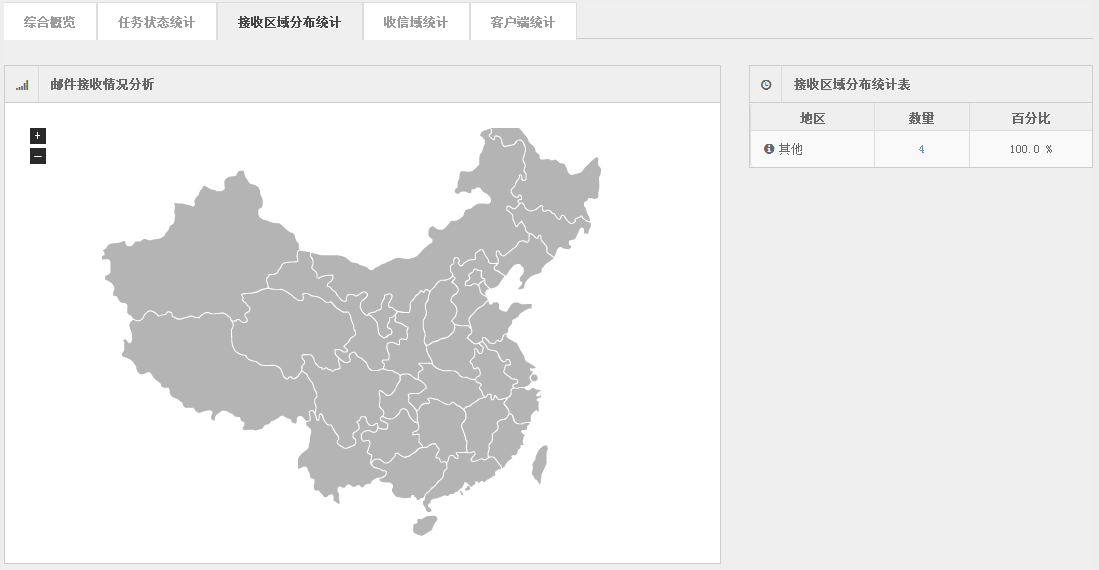 综合概览 任务状态统计 接收区域分布统计 收信域统计 客户端统计
邮件接收情况分析
+
−
接收区域分布统计表
地区 数量 百分比
其他 4 100.0 %